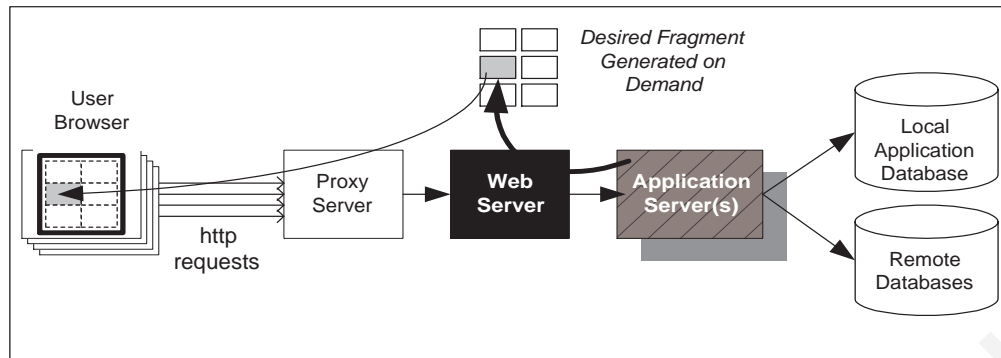 Desired Fragment
Generated on
Demand
User
Browser
Local
Application
Database
Proxy
Server
Web
Server
Application
Server(s)
http
requests
Remote
Databases